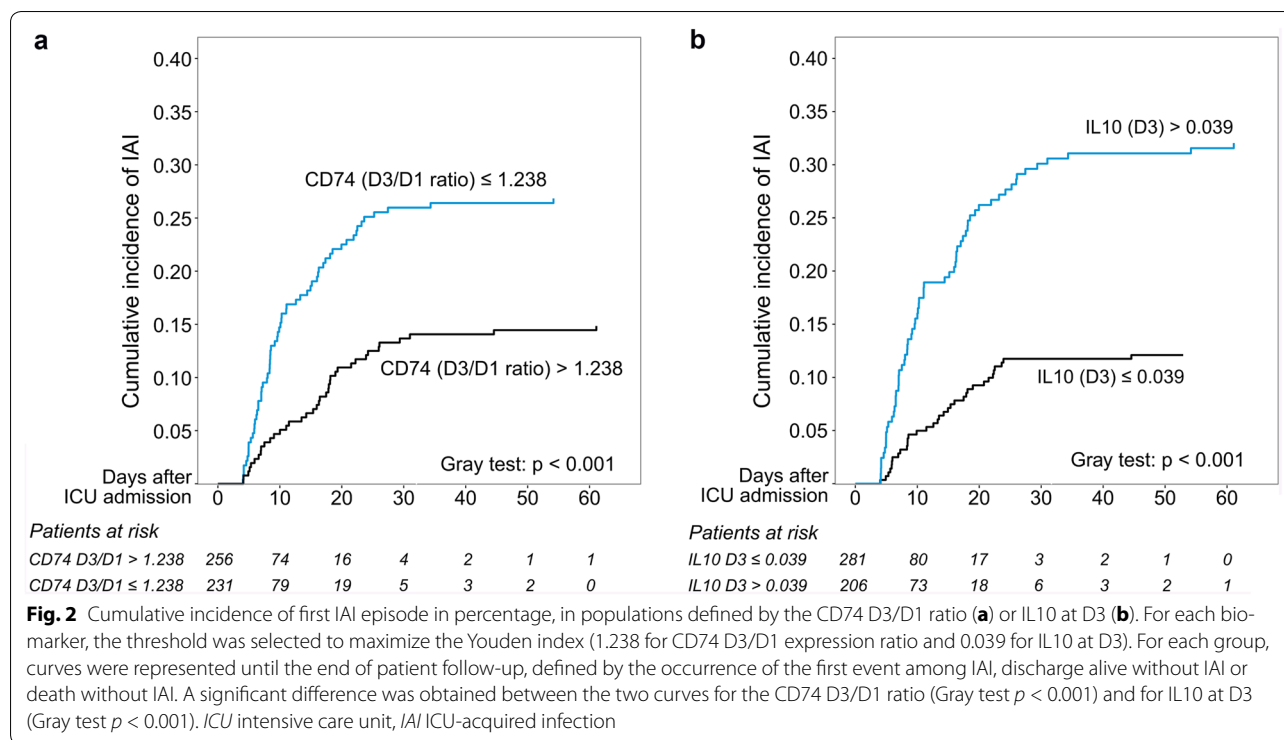 a
0.40
0.35
0.30
0.25
0.20
0.15
0.10
0.05
Cumulative incidence of IAI
CD74 (D3/D1 ratio) ≤ 1.238
CD74 (D3/D1 ratio) > 1.238
Gray test: p < 0.001
Days after
ICU admission
0 10 20 30 40 50 60
Patients at risk
CD74 D3/D1 > 1.238 256 74 16 4 2 1 1
CD74 D3/D1 ≤ 1.238 231 79 19 5 3 2 0
b
0.40
0.35
0.30
0.25
0.20
0.15
0.10
0.05
Cumulative incidence of IAI
IL10 (D3) > 0.039
IL10 (D3) ≤ 0.039
Gray test: p < 0.001
Days after
ICU admission
0 10 20 30 40 50 60
Patients at risk
IL10 D3 ≤ 0.039 281 80 17 3 2 1 0
IL10 D3 > 0.039 206 73 18 6 3 2 1
Fig. 2 Cumulative incidence of first IAI episode in percentage, in populations defined by the CD74 D3/D1 ratio (a) or IL10 at D3 (b). For each bio-
marker, the threshold was selected to maximize the Youden index (1.238 for CD74 D3/D1 expression ratio and 0.039 for IL10 at D3). For each group,
curves were represented until the end of patient follow-up, defined by the occurrence of the first event among IAI, discharge alive without IAI or
death without IAI. A significant difference was obtained between the two curves for the CD74 D3/D1 ratio (Gray test p < 0.001) and for IL10 at D3
(Gray test p < 0.001). ICU intensive care unit, IAI ICU-acquired infection